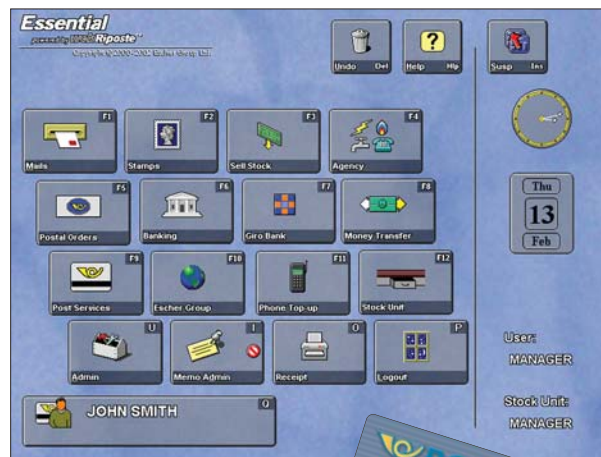 Essential
powered by Riposte™
Copyright ©2000-2002 Escher Group Ltd.
Undo Del
Help Hlp
Susp Ins
F1
Mails
F2
Stamps
F3
Sell Stock
F4
Agency
Thu
13
Feb
F5
Postal Orders
F6
Banking
F7
Giro Bank
F8
Money Transfer
F9
Post Services
F10
Escher Group
F11
Phone Top-up
F12
Stock Unit
U
Admin
I
Memo Admin
O
Receipt
P
Logout
User:
MANAGER
Stock Unit:
MANAGER
JOHN SMITH
Q